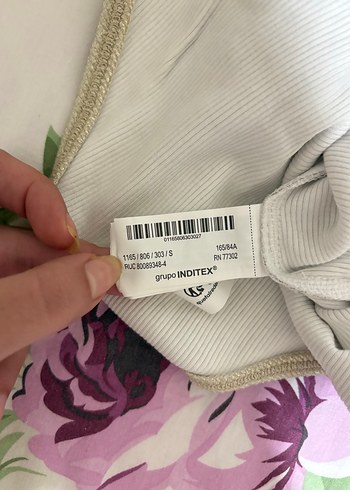 01165806303027
1165 / 806 / 303 / S 165/84A
RUC 80089348-4 RN 77302
grupo INDITEX®